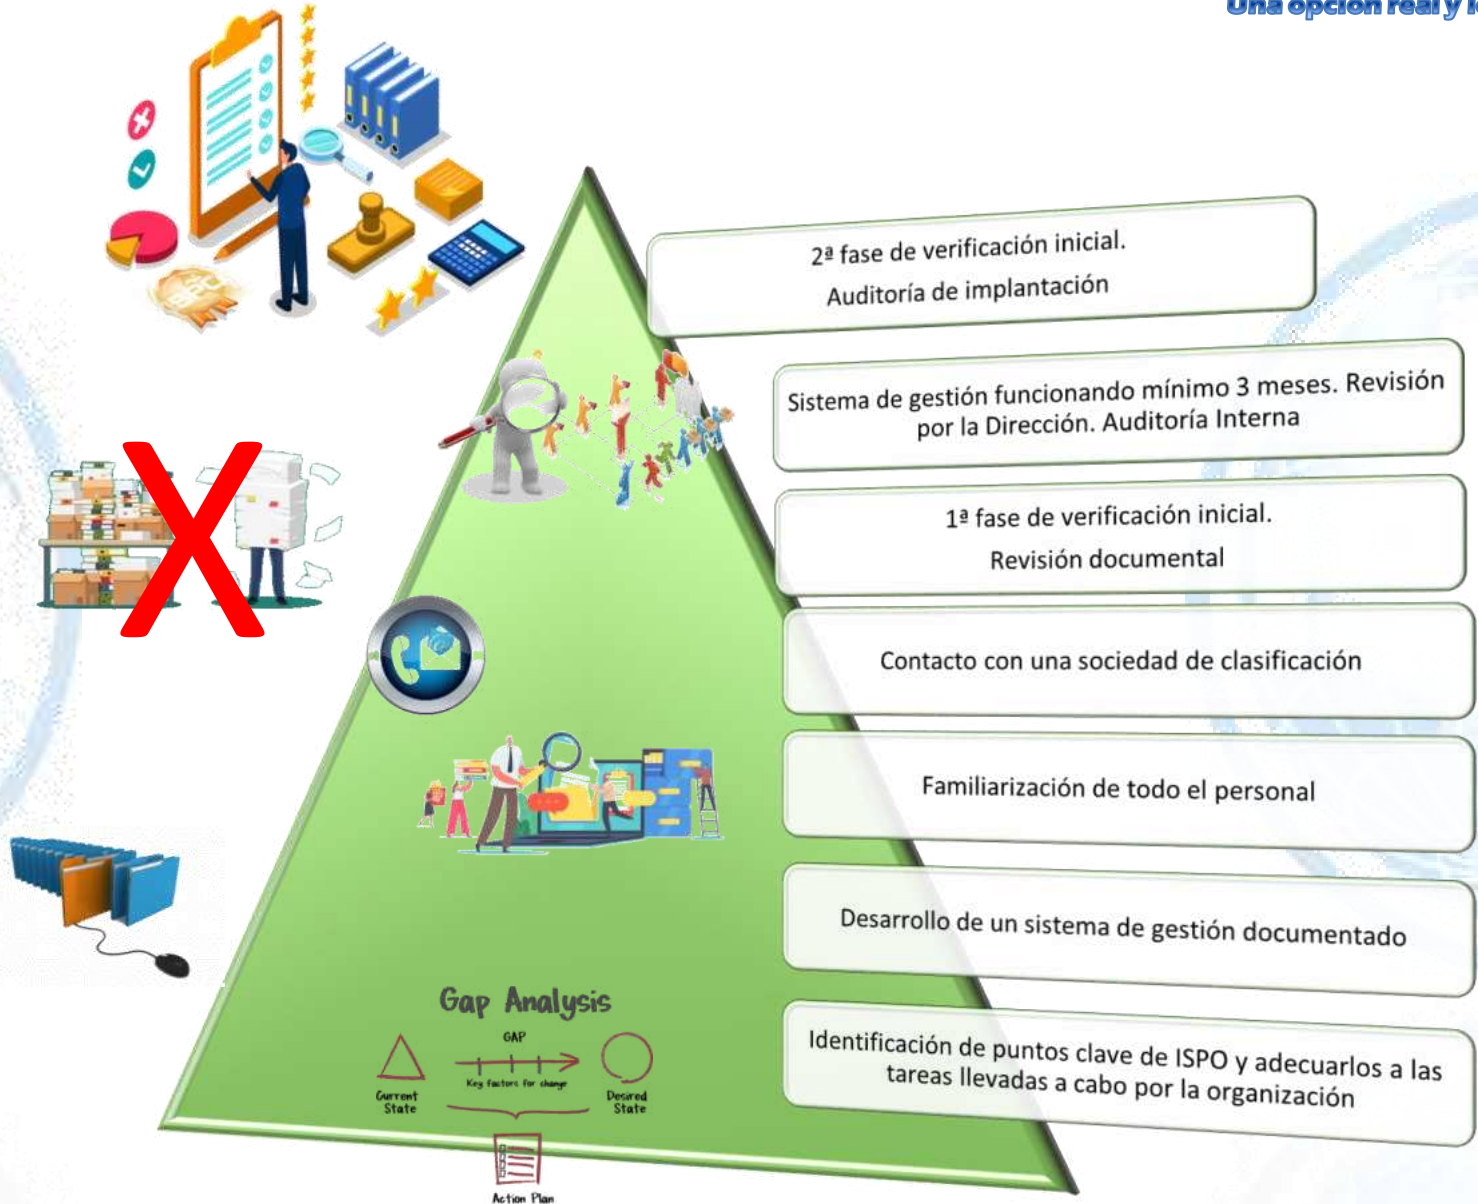 Una opción real y
2ª fase de verificación inicial.
Auditoría de implantación
Sistema de gestión funcionando mínimo 3 meses. Revisión
por la Dirección. Auditoría Interna
1ª fase de verificación inicial.
Revisión documental
Contacto con una sociedad de clasificación
Familiarización de todo el personal
Desarrollo de un sistema de gestión documentado
Identificación de puntos clave de ISPO y adecuarlos a las
tareas llevadas a cabo por la organización
X
Gap Analysis
GAP
Key factors for change
Current
State
Desired
State
Action Plan